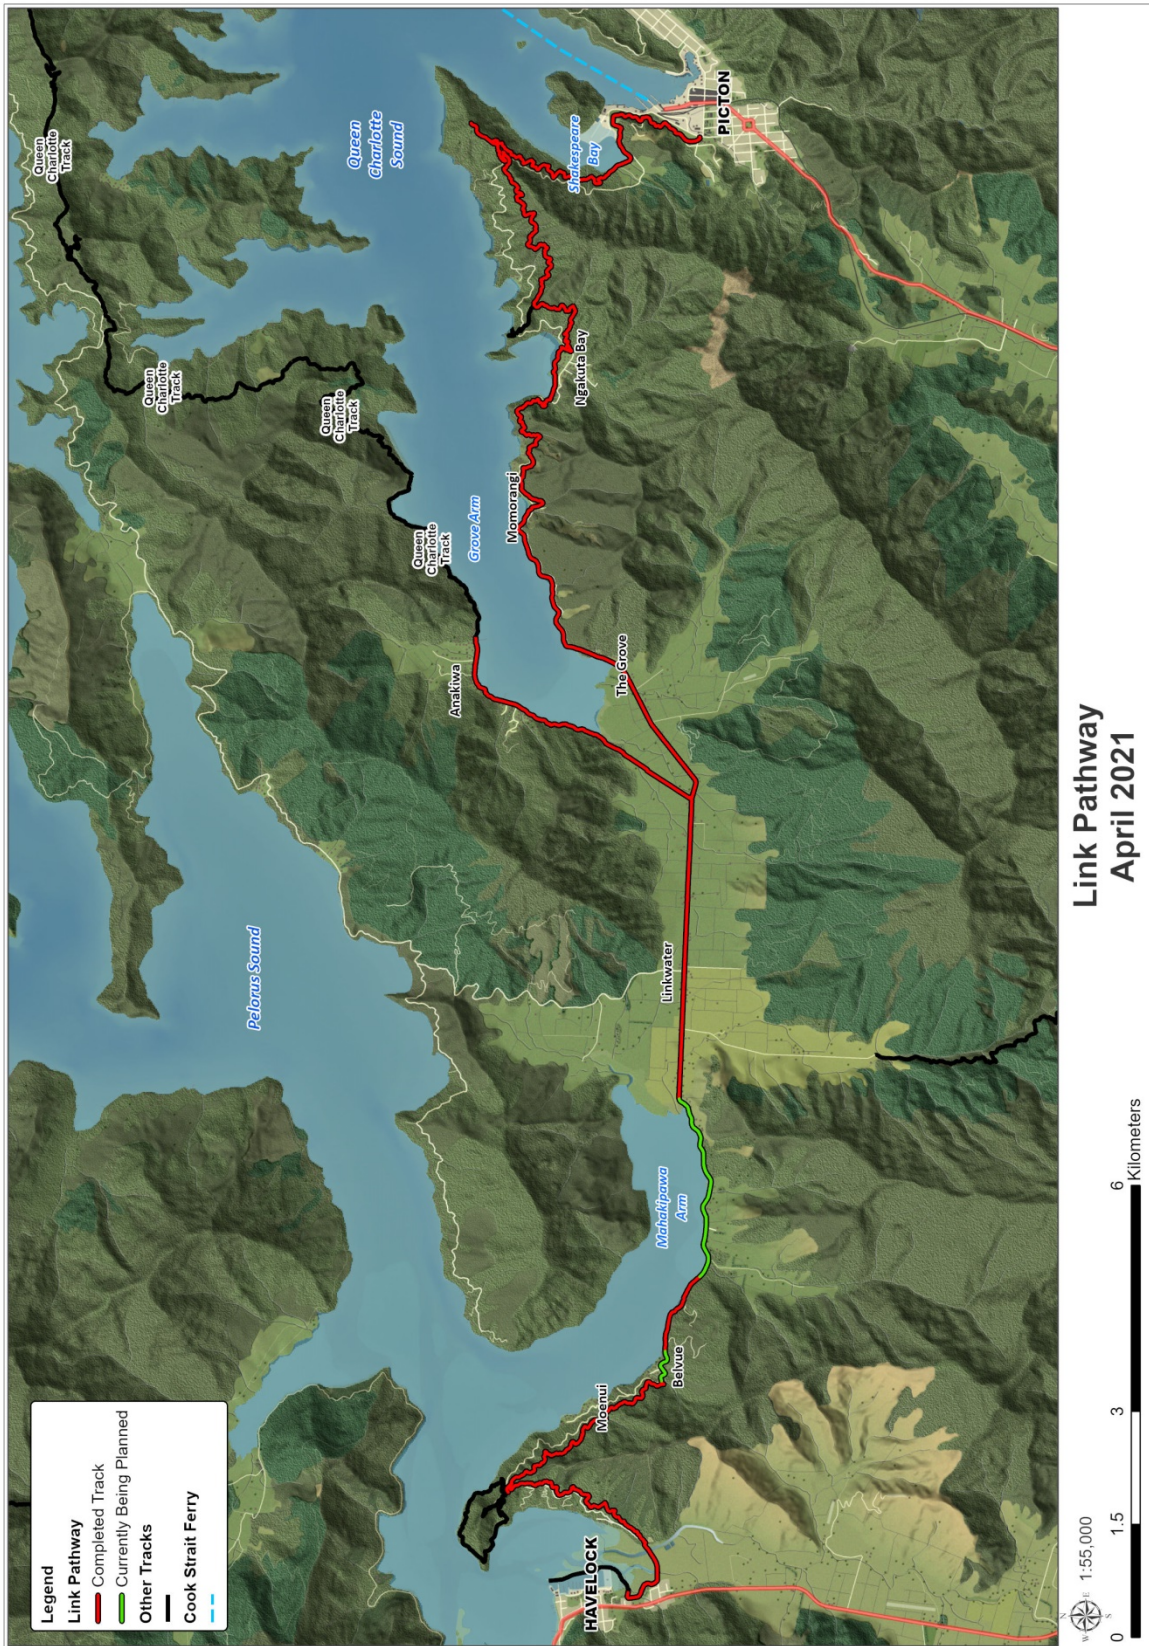 Legend
Link Pathway
Completed Track
Currently Being Planned
Other Tracks
Cook Strait Ferry
Pelorus Sound
Queen
Charlotte
Track
Queen
Charlotte
Track
Queen
Charlotte
Track
Queen
Charlotte
Track
Queen
Charlotte
Sound
Grove Arm
Shakespeare
Bay
PICTON
Anakiwa
Momorangi
Ngakuta Bay
The Grove
Linkwater
Mahakipawa
Arm
Moenui
Belvue
HAVELOCK
N
W
E
S
1:55,000
0
1.5
3
6
Kilometers
Link Pathway
April 2021